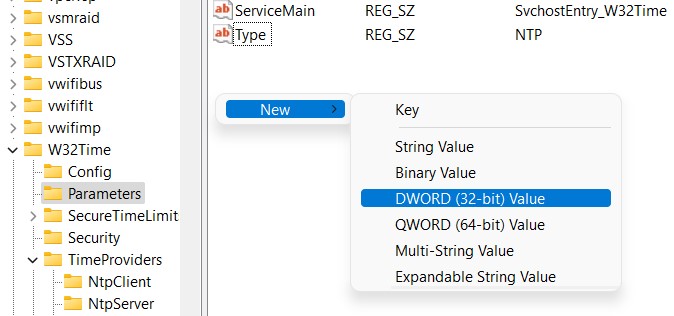 ServiceMain REG_SZ SvchostEntry_W32Time
vsmraid
VSS Type REG_SZ NTP
VSTXRAID
vwifibus
vwififlt New Key
vwifimp
W32Time String Value
Config Binary Value
Parameters DWORD (32-bit) Value
SecureTimeLimit QWORD (64-bit) Value
Security Multi-String Value
TimeProviders
NtpClient Expandable String Value
NtpServer